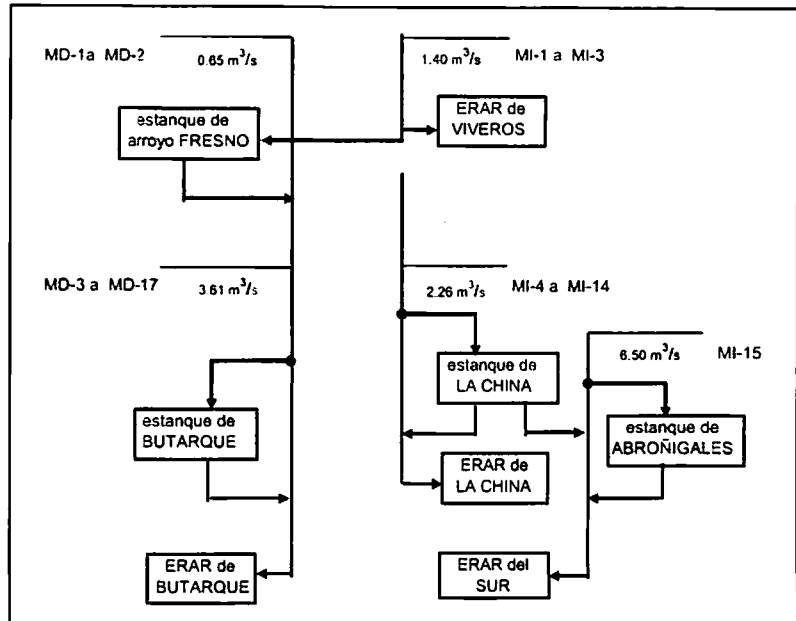 MD-1a MD-2
0.65 m³/s
1.40 m³/s
MI-1 a MI-3
estanque de
arroyo FRESNO
ERAR de
VIVEROS
MD-3 a MD-17
3.61 m³/s
2.26 m³/s
MI-4 a MI-14
6.50 m³/s
MI-15
estanque de
LA CHINA
estanque de
BUTARQUE
estanque de
ABROÑIGALES
ERAR de
LA CHINA
ERAR de
BUTARQUE
ERAR del
SUR